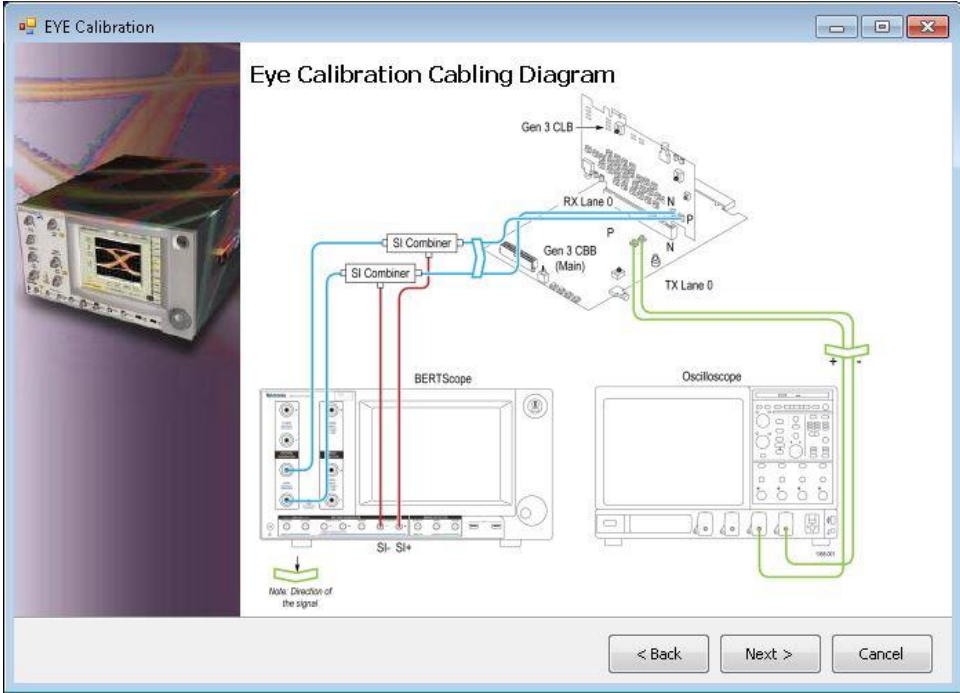 EYE Calibration
Eye Calibration Cabling Diagram
Gen 3 CLB
RX Lane 0
N
P
P
N
SI Combiner
Gen 3 CBB
(Main)
SI Combiner
TX Lane 0
+ -
BERTScope
Oscilloscope
Tektronix
SI- SI+
Note: Direction of
the signal
< Back
Next >
Cancel